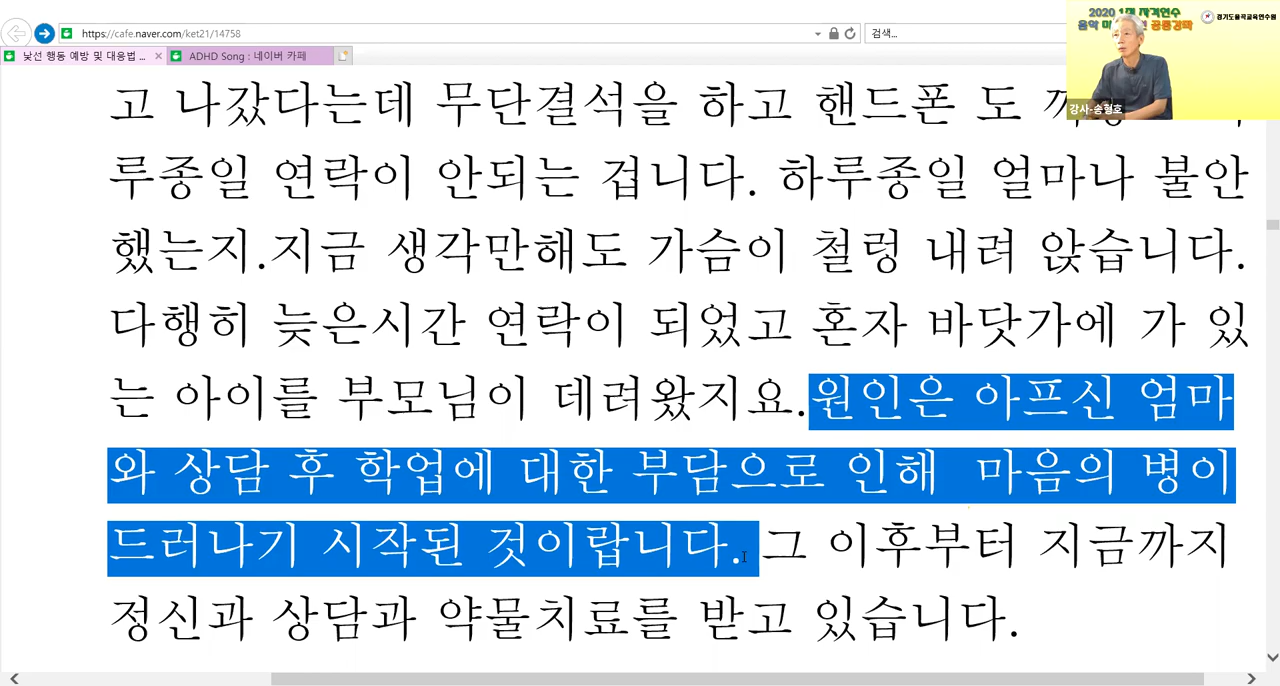 https://cafe.naver.com/ket21/14758
검색...
낯선 행동 예방 및 대응법 ...
ADHD Song : 네이버 카페
2020 1정 자격연수
경기도율곡교육연수원
강사-송형호
고 나갔다는데 무단결석을 하고 핸드폰 도
루종일 연락이 안되는 겁니다. 하루종일 얼마나 불안
했는지.지금 생각만해도 가슴이 철렁 내려 앉습니다.
다행히 늦은시간 연락이 되었고 혼자 바닷가에 가 있
는 아이를 부모님이 데려왔지요.원인은 아프신 엄마
와 상담 후 학업에 대한 부담으로 인해 마음의 병이
드러나기 시작된 것이랍니다. 그 이후부터 지금까지
정신과 상담과 약물치료를 받고 있습니다.